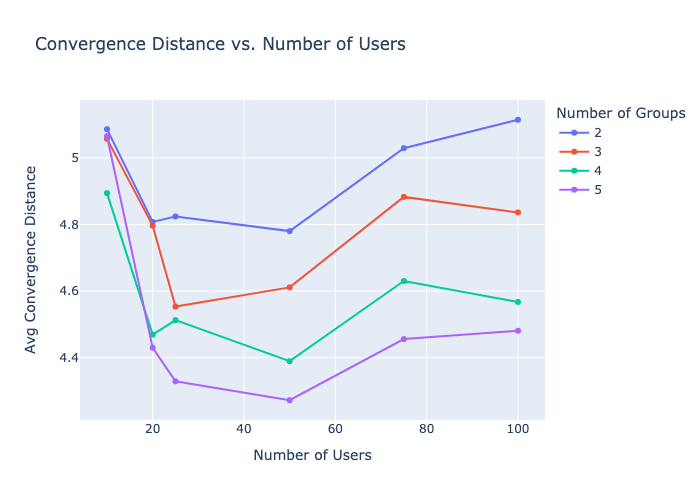 Convergence Distance vs. Number of Users
Number of Groups
2
3
4
5
Avg Convergence Distance
5
4.8
4.6
4.4
20 40 60 80 100
Number of Users